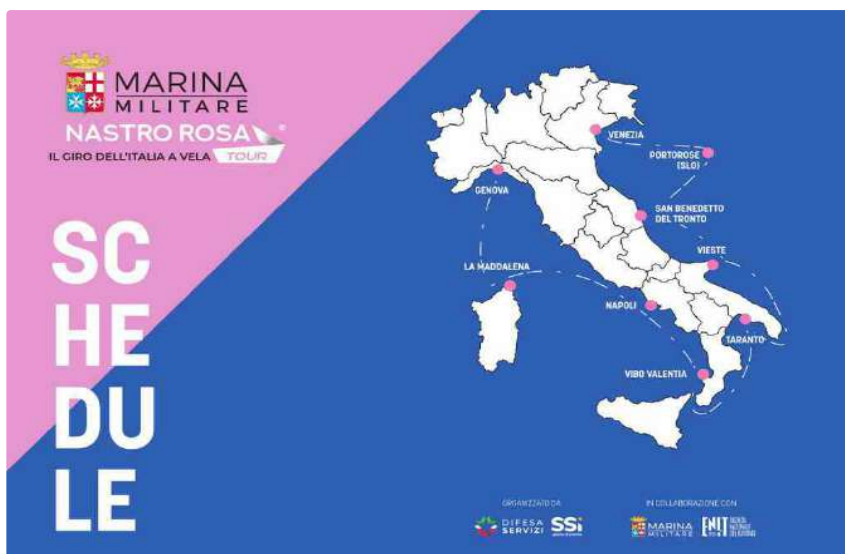 MARINA
MILITARE
NASTRO ROSA
IL GIRO DELL'ITALIA A VELA TOUR
SC
HE
DU
LE
VENEZIA
PORTOROSE
(SLO)
GENOVA
SAN BENEDETTO
DEL TRONTO
VIESTE
LA MADDALENA
NAPOLI
TARANTO
VIBO VALENTIA
ORGANIZZATO DA
DIFESA
SERVIZI
SSi
IN COLLABORAZIONE CON
MARINA
MILITARE
ENIT